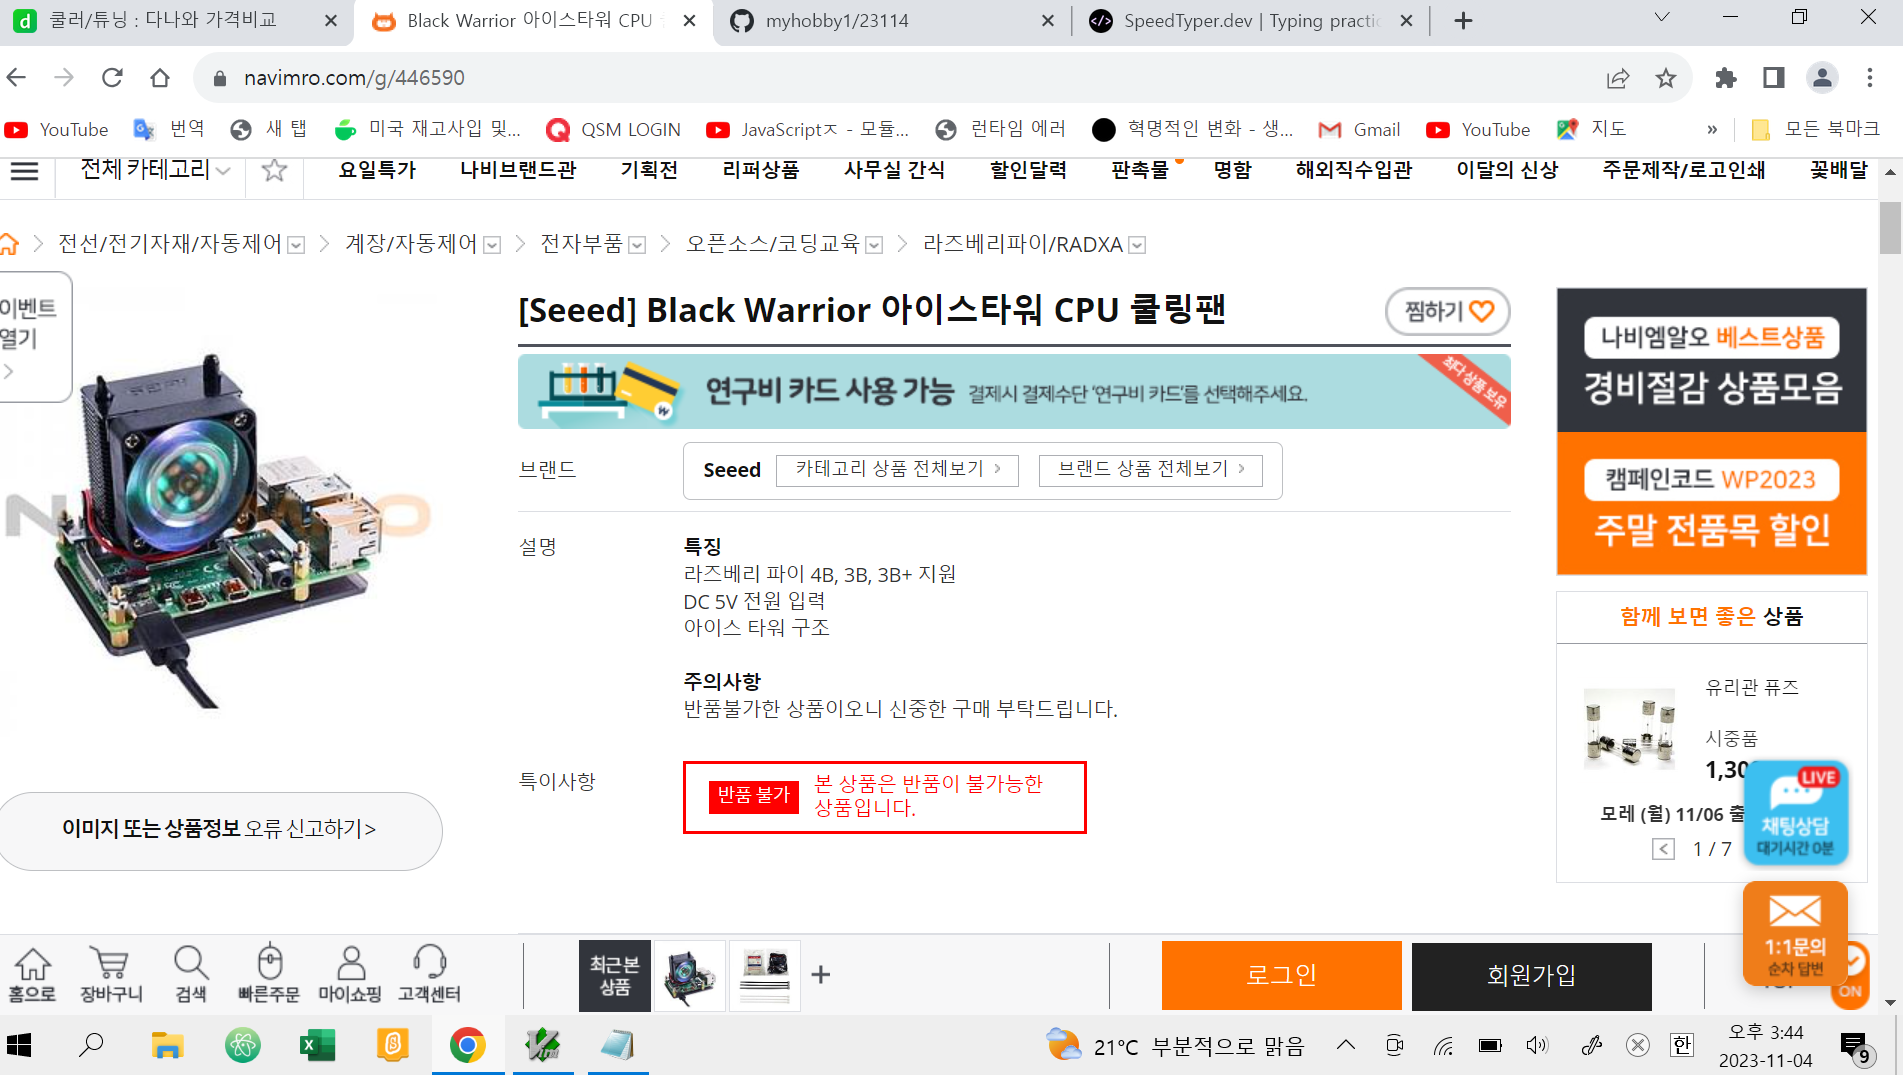 쿨러/튜닝 : 다나와 가격비교
Black Warrior 아이스타워 CPU
myhobby1/23114
SpeedTyper.dev | Typing practic
navimro.com/g/446590
YouTube
번역
새 탭
미국 재고사입 및...
QSM LOGIN
JavaScriptㅈ - 모듈...
런타임 에러
혁명적인 변화 - 생...
Gmail
YouTube
지도
»
모든 북마크
전체 카테고리
요일특가
나비브랜드관
기획전
리퍼상품
사무실 간식
할인달력
판촉물
명함
해외직수입관
이달의 신상
주문제작/로고인쇄
꽃배달
전선/전기자재/자동제어
계장/자동제어
전자부품
오픈소스/코딩교육
라즈베리파이/RADXA
이벤트
열기
[Seeed] Black Warrior 아이스타워 CPU 쿨링팬
찜하기
연구비 카드 사용 가능 결제시 결제수단 '연구비 카드'를 선택해주세요.
최다 상품 보유
브랜드
Seeed
카테고리 상품 전체보기 >
브랜드 상품 전체보기 >
설명
특징
라즈베리 파이 4B, 3B, 3B+ 지원
DC 5V 전원 입력
아이스 타워 구조
주의사항
반품불가한 상품이오니 신중한 구매 부탁드립니다.
특이사항
반품 불가
본 상품은 반품이 불가능한
상품입니다.
이미지 또는 상품정보 오류 신고하기 >
나비엠알오 베스트상품
경비절감 상품모음
캠페인코드 WP2023
주말 전품목 할인
함께 보면 좋은 상품
유리관 퓨즈
시중품
모레 (월) 11/06 출
1 / 7
LIVE
채팅상담
대기시간 0분
1:1문의
순차 답변
ON
홈으로
장바구니
검색
빠른주문
마이쇼핑
고객센터
최근 본
상품
로그인
회원가입
21°C 부분적으로 맑음
한
오후 3:44
2023-11-04
9